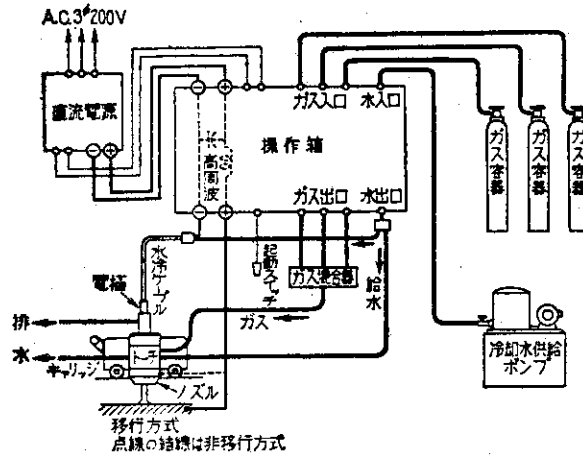 A.C.3φ200V
直流電源
− +
− +
ガス入口
水入口
操作箱
高周波
ガス出口
水出口
− +
ガス容器
ガス容器
ガス容器
水冷ケーブル
起動スイッチ
ガス混合器
給水
電極
ガス
排
水
トーチ
キャリッジ
ノズル
冷却水供給
ポンプ
移行方式
点線の結線は非移行方式